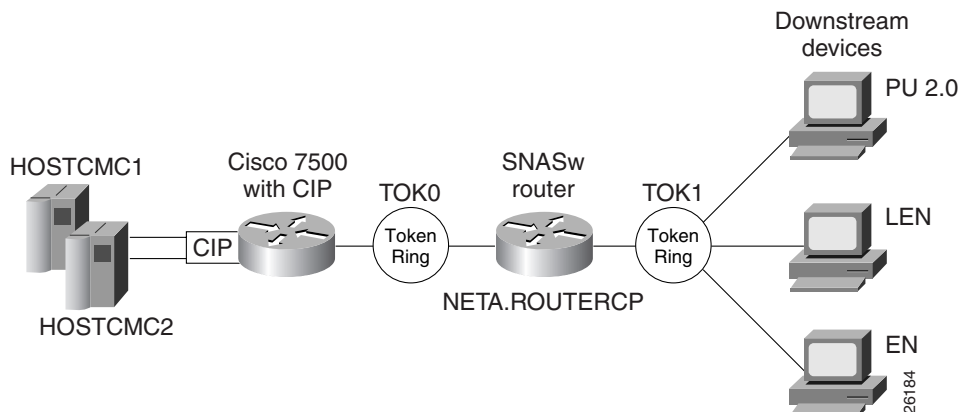 Downstream
devices
PU 2.0
HOSTCMC1
Cisco 7500
with CIP
TOK0
SNASw
router
TOK1
CIP
Token
Ring
Token
Ring
LEN
NETA.ROUTERCP
HOSTCMC2
EN
26184